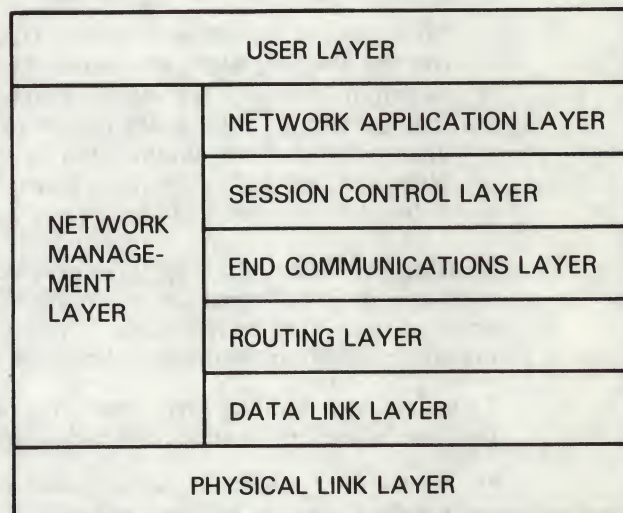 USER LAYER
NETWORK
MANAGE-
MENT
LAYER
NETWORK APPLICATION LAYER
SESSION CONTROL LAYER
END COMMUNICATIONS LAYER
ROUTING LAYER
DATA LINK LAYER
PHYSICAL LINK LAYER